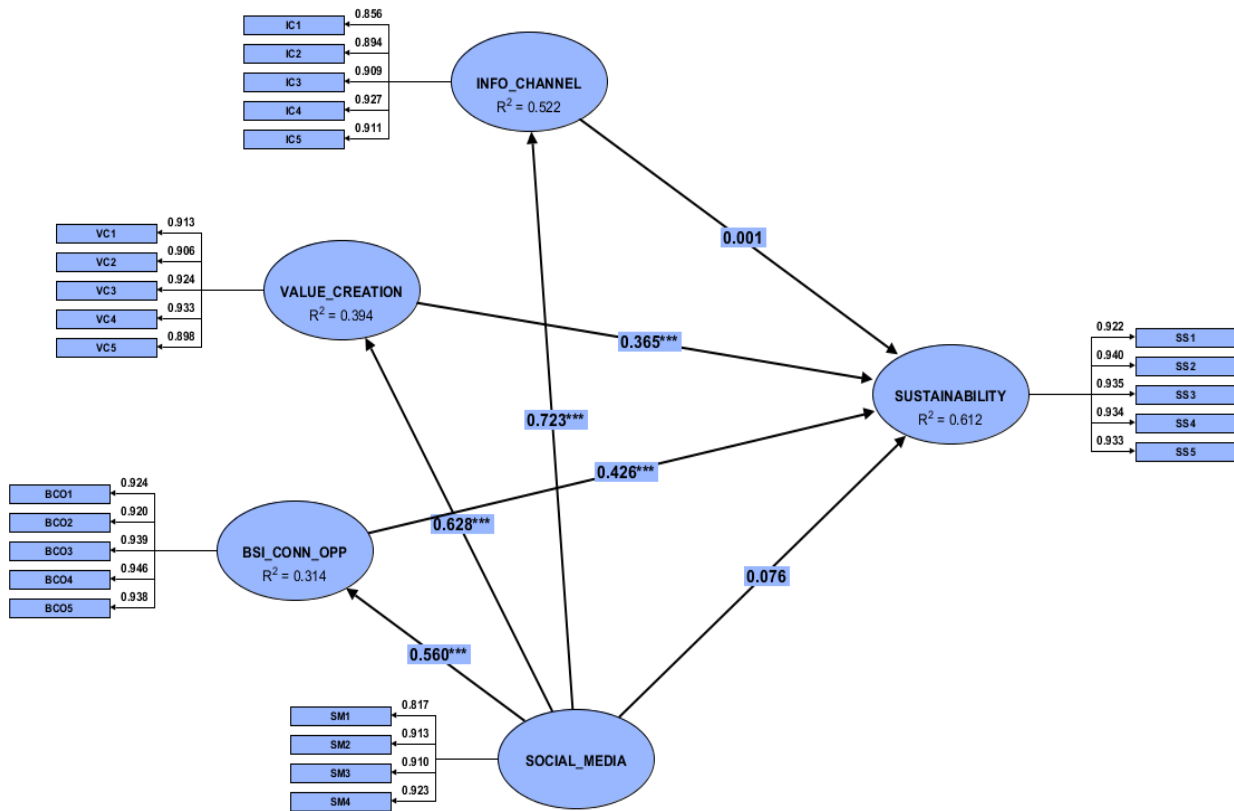 IC1
0.856
IC2
0.894
IC3
0.909
IC4
0.927
IC5
0.911
INFO_CHANNEL
R² = 0.522
0.001
VC1
0.913
VC2
0.906
VC3
0.924
VC4
0.933
VC5
0.898
VALUE_CREATION
R² = 0.394
0.365***
0.922
SS1
0.940
SS2
0.935
SS3
0.934
SS4
0.933
SS5
SUSTAINABILITY
R² = 0.612
0.723***
0.426***
BCO1
0.924
BCO2
0.920
BCO3
0.939
BCO4
0.946
BCO5
0.938
BSI_CONN_OPP
R² = 0.314
0.628***
0.076
0.560***
SM1
0.817
SM2
0.913
SM3
0.910
SM4
0.923
SOCIAL_MEDIA